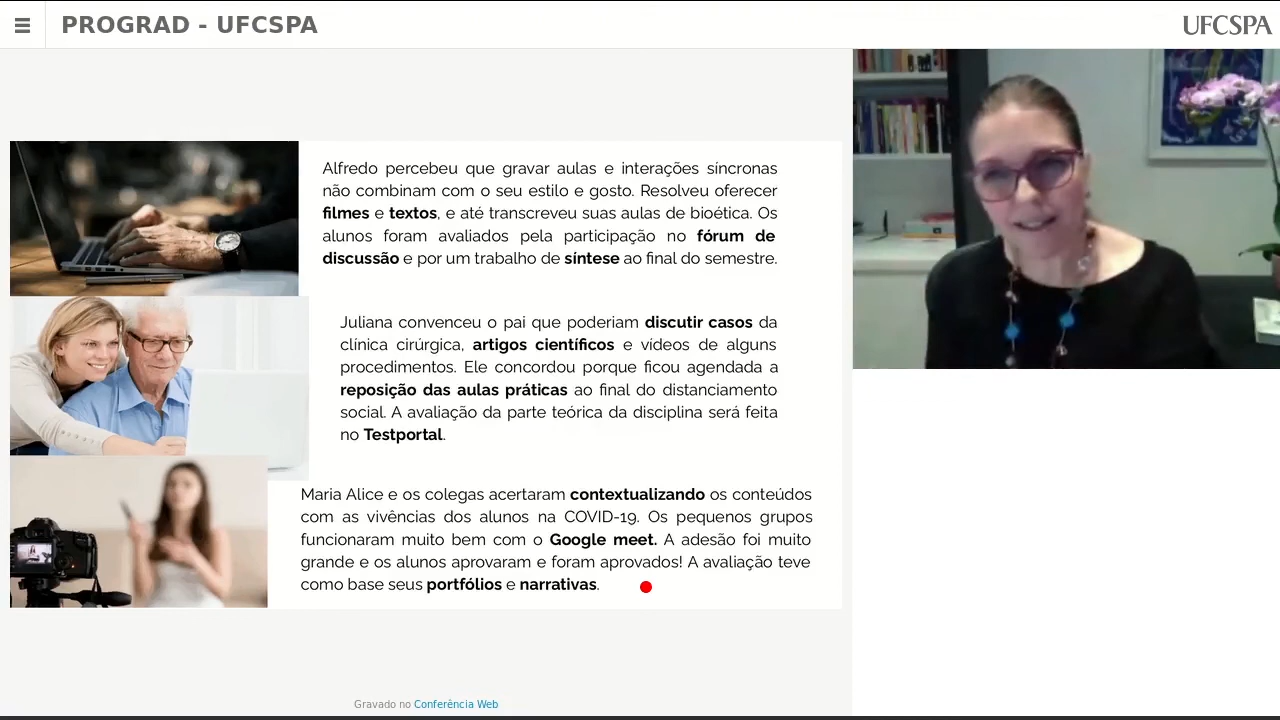 PROGRAD - UFCSPA
UFCSPA
Alfredo percebeu que gravar aulas e interações síncronas
não combinam com o seu estilo e gosto. Resolveu oferecer
filmes e textos, e até transcreveu suas aulas de bioética. Os
alunos foram avaliados pela participação no fórum de
discussão e por um trabalho de síntese ao final do semestre.
Juliana convenceu o pai que poderiam discutir casos da
clínica cirúrgica, artigos científicos e vídeos de alguns
procedimentos. Ele concordou porque ficou agendada a
reposição das aulas práticas ao final do distanciamento
social. A avaliação da parte teórica da disciplina será feita
no Testportal.
Maria Alice e os colegas acertaram contextualizando os conteúdos
com as vivências dos alunos na COVID-19. Os pequenos grupos
funcionaram muito bem com o Google meet. A adesão foi muito
grande e os alunos aprovaram e foram aprovados! A avaliação teve
como base seus portfólios e narrativas.
Gravado no Conferência Web